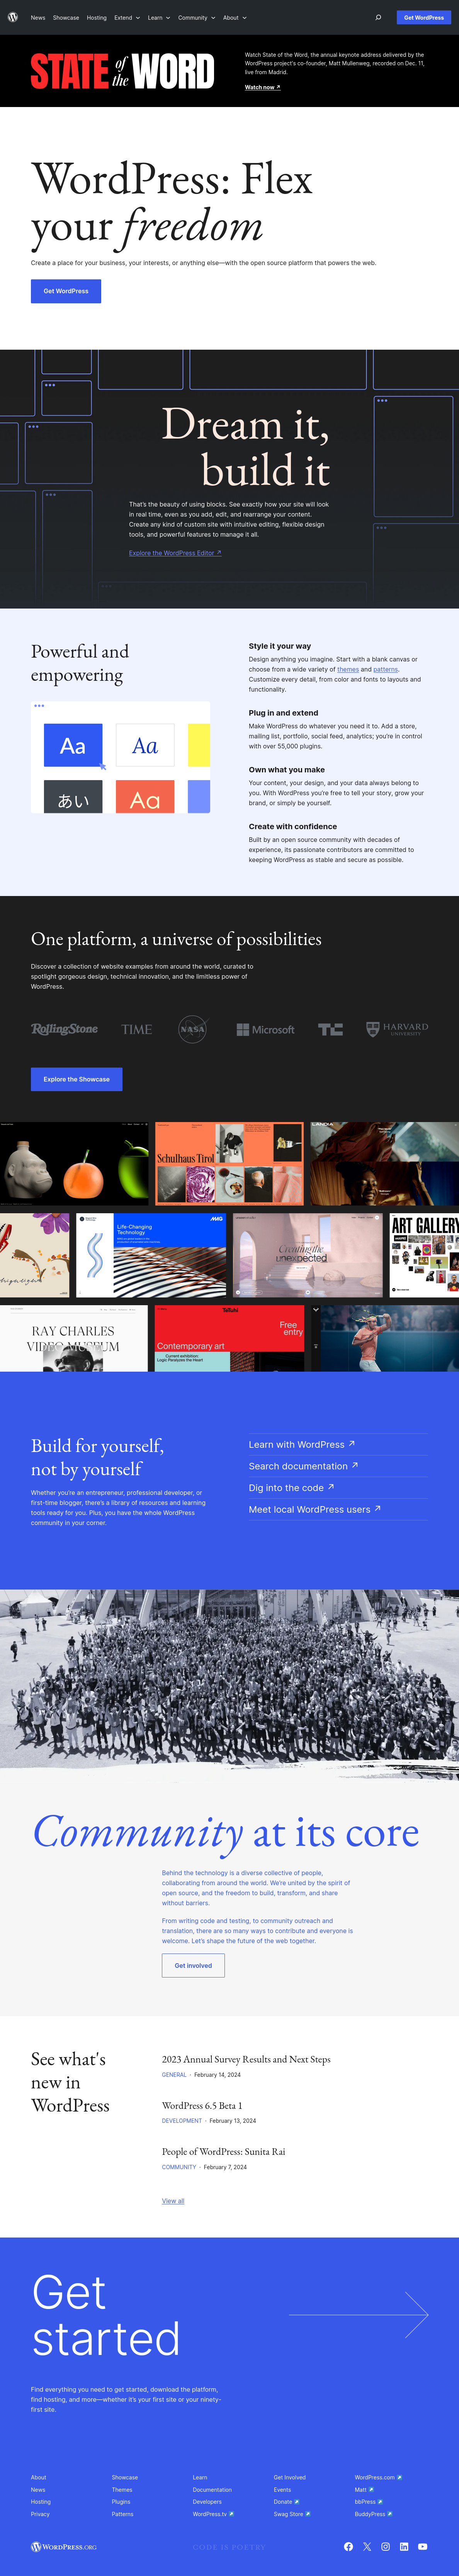 News Showcase Hosting Extend Learn Community About Get WordPress
STATE of the WORD
Watch State of the Word, the annual keynote address delivered by the
WordPress project's co-founder, Matt Mullenweg, recorded on Dec. 11,
live from Madrid.
Watch now ↗
WordPress: Flex
your freedom
Create a place for your business, your interests, or anything else—with the open source platform that powers the web.
Get WordPress
Dream it,
build it
That's the beauty of using blocks. See exactly how your site will look
in real time, even as you add, edit, and rearrange your content.
Create any kind of custom site with intuitive editing, flexible design
tools, and powerful features to manage it all.
Explore the WordPress Editor ↗
Powerful and
empowering
Aa Aa
あい Aa
Style it your way
Design anything you imagine. Start with a blank canvas or
choose from a wide variety of themes and patterns.
Customize every detail, from color and fonts to layouts and
functionality.
Plug in and extend
Make WordPress do whatever you need it to. Add a store,
mailing list, portfolio, social feed, analytics; you're in control
with over 55,000 plugins.
Own what you make
Your content, your design, and your data always belong to
you. With WordPress you're free to tell your story, grow your
brand, or simply be yourself.
Create with confidence
Built by an open source community with decades of
experience, its passionate contributors are committed to
keeping WordPress as stable and secure as possible.
One platform, a universe of possibilities
Discover a collection of website examples from around the world, curated to
spotlight gorgeous design, technical innovation, and the limitless power of
WordPress.
RollingStone TIME NASA Microsoft TC HARVARD
UNIVERSITY
Explore the Showcase
Schulhaus Tirol
LANCIA
Life-Changing
Technology
Creating the
unexpected
ART GALLERY
RAY CHARLES
VIDEO MUSEUM
Contemporary art
Free
entry
Current exhibition:
Logic Paralyzes the Heart
Build for yourself,
not by yourself
Whether you're an entrepreneur, professional developer, or
first-time blogger, there's a library of resources and learning
tools ready for you. Plus, you have the whole WordPress
community in your corner.
Learn with WordPress ↗
Search documentation ↗
Dig into the code ↗
Meet local WordPress users ↗
Community at its core
Behind the technology is a diverse collective of people,
collaborating from around the world. We're united by the spirit of
open source, and the freedom to build, transform, and share
without barriers.
From writing code and testing, to community outreach and
translation, there are so many ways to contribute and everyone is
welcome. Let's shape the future of the web together.
Get involved
See what's
new in
WordPress
2023 Annual Survey Results and Next Steps
GENERAL · February 14, 2024
WordPress 6.5 Beta 1
DEVELOPMENT · February 13, 2024
People of WordPress: Sunita Rai
COMMUNITY · February 7, 2024
View all
Get
started
Find everything you need to get started, download the platform,
find hosting, and more—whether it's your first site or your ninety-
first site.
About Showcase Learn Get Involved WordPress.com ↗
News Themes Documentation Events Matt ↗
Hosting Plugins Developers Donate ↗ bbPress ↗
Privacy Patterns WordPress.tv ↗ Swag Store ↗ BuddyPress ↗
WORDPRESS.ORG CODE IS POETRY